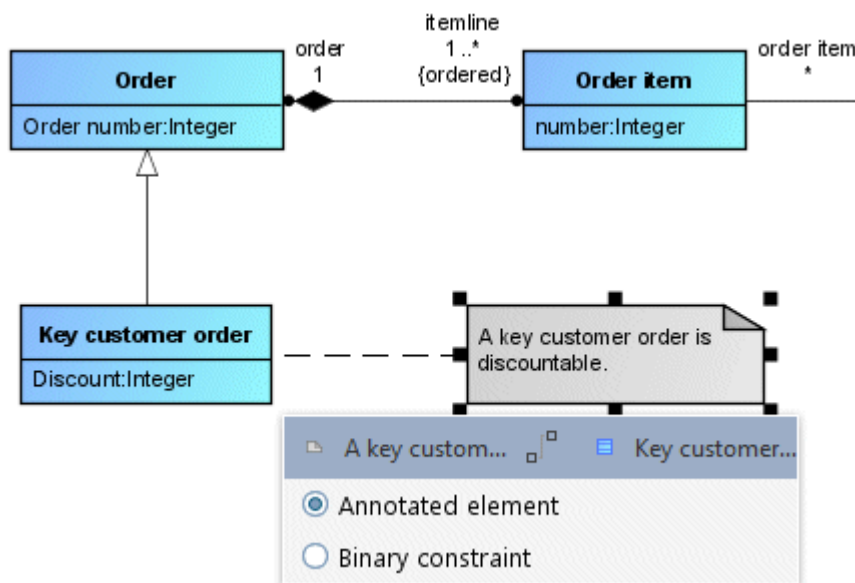 itemline
order
1..*
order item
1
{ordered}
*
Order
Order item
Order number:Integer
number:Integer
Key customer order
A key customer order is
discountable.
Discount:Integer
A key custom...
Key customer...
Annotated element
Binary constraint